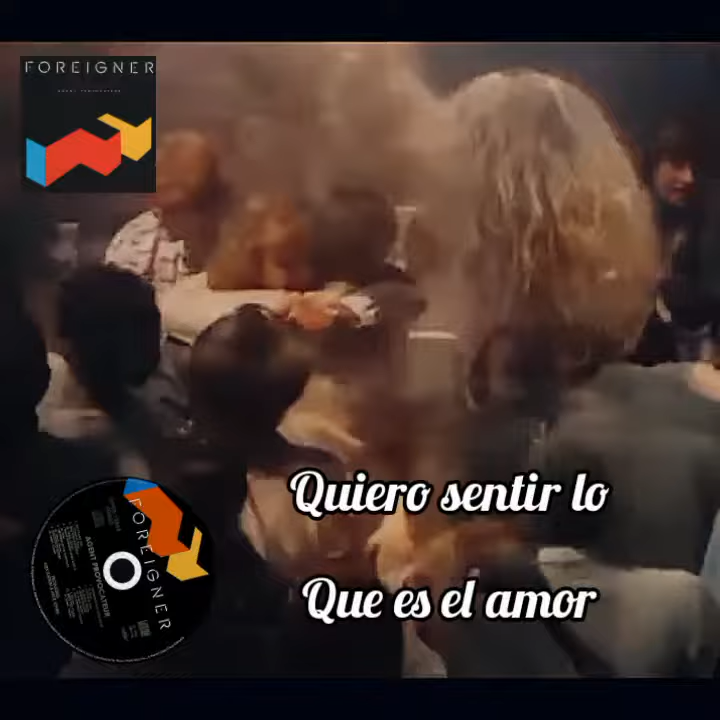 FOREIGNER
Quiero sentir lo
Que es el amor
FOREIGNER
AGENT PROVOCATEUR